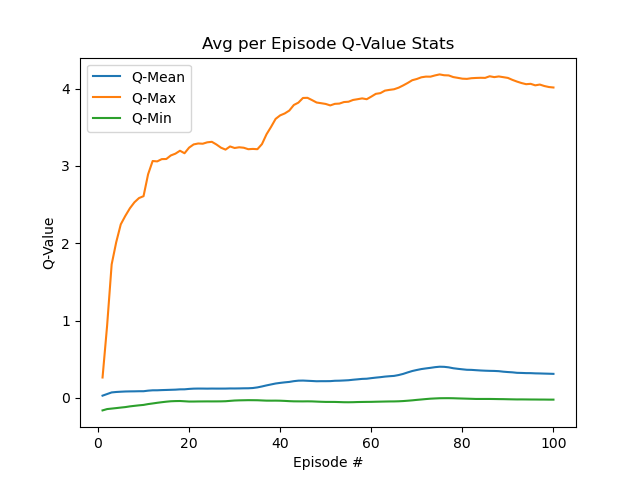 Avg per Episode Q-Value Stats
Q-Mean
Q-Max
Q-Min
Q-Value
4
3
2
1
0
0 20 40 60 80 100
Episode #